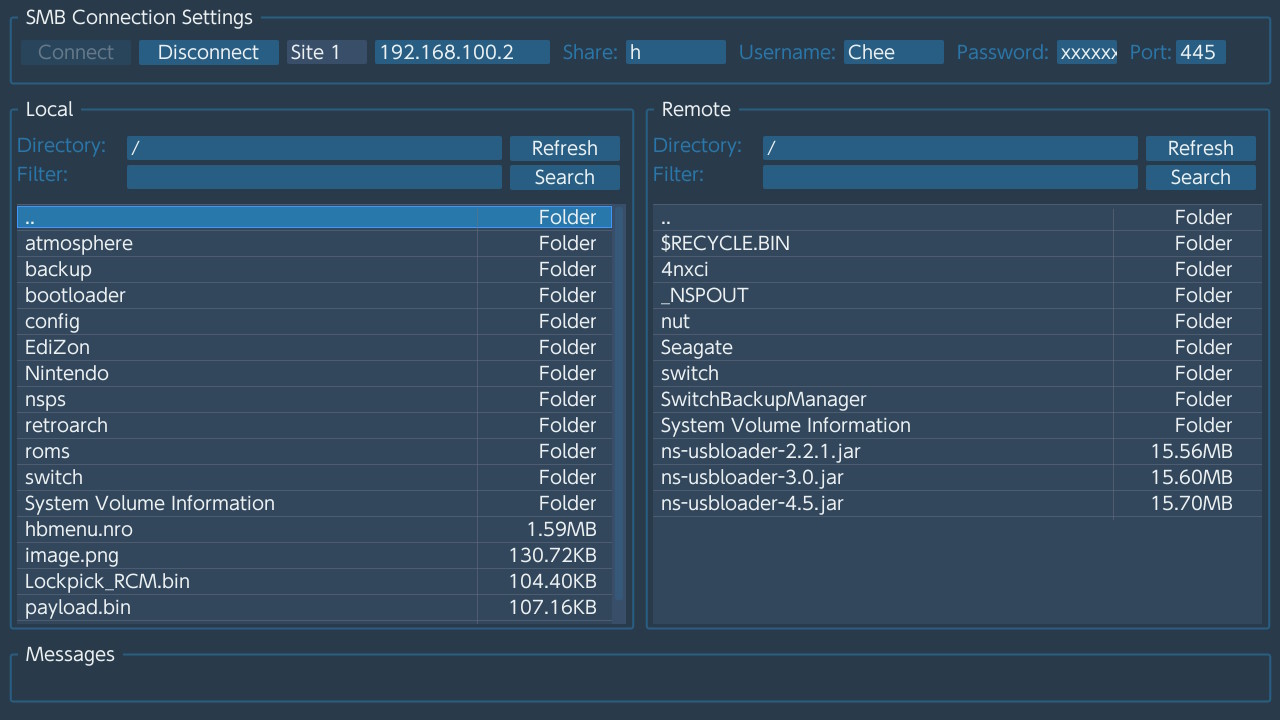 SMB Connection Settings
Connect Disconnect Site 1 192.168.100.2 Share: h Username: Chee Password: xxxxxx Port: 445
Local
Directory: / Refresh
Filter: Search
.. Folder
atmosphere Folder
backup Folder
bootloader Folder
config Folder
EdiZon Folder
Nintendo Folder
nsps Folder
retroarch Folder
roms Folder
switch Folder
System Volume Information Folder
hbmenu.nro 1.59MB
image.png 130.72KB
Lockpick_RCM.bin 104.40KB
payload.bin 107.16KB
Remote
Directory: / Refresh
Filter: Search
.. Folder
$RECYCLE.BIN Folder
4nxci Folder
_NSPOUT Folder
nut Folder
Seagate Folder
switch Folder
SwitchBackupManager Folder
System Volume Information Folder
ns-usbloader-2.2.1.jar 15.56MB
ns-usbloader-3.0.jar 15.60MB
ns-usbloader-4.5.jar 15.70MB
Messages